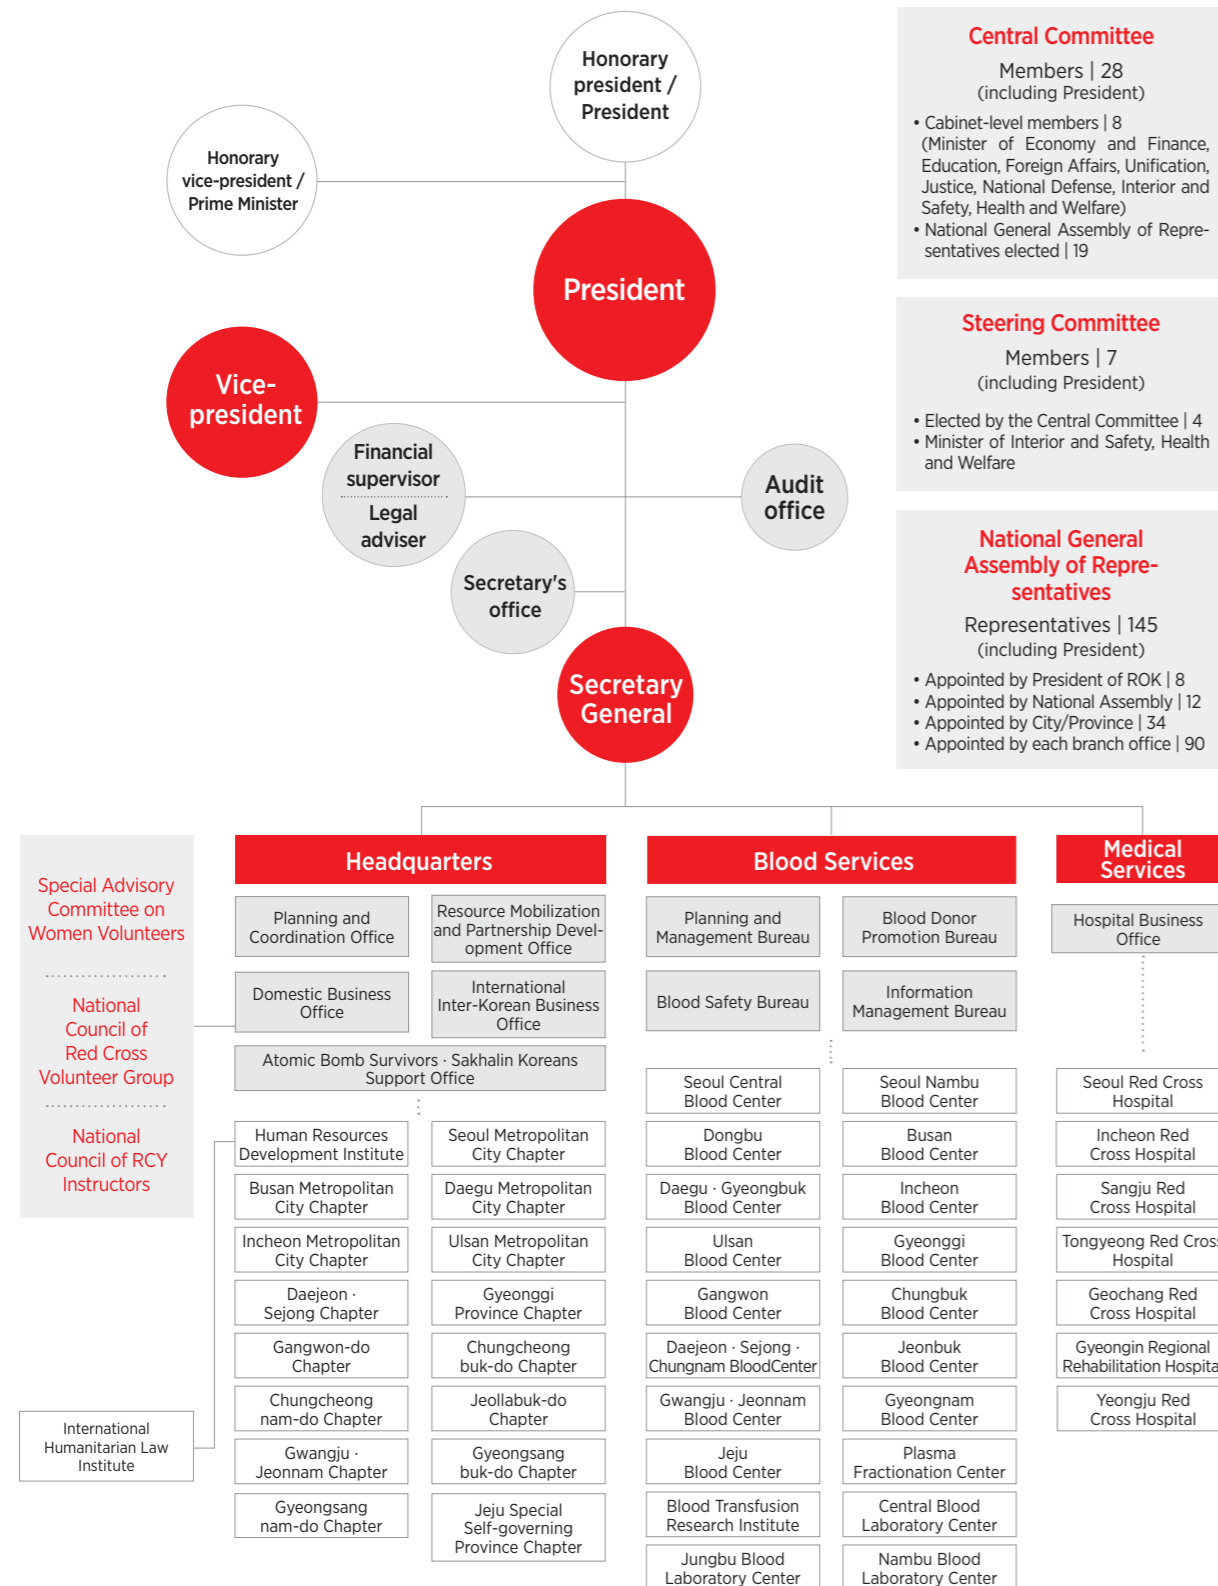 Honorary
president /
President
Honorary
vice-president /
Prime Minister
President
Vice-
president
Financial
supervisor
Legal
adviser
Audit
office
Secretary's
office
Secretary
General
Central Committee
Members | 28
(including President)
• Cabinet-level members | 8
(Minister of Economy and Finance,
Education, Foreign Affairs, Unification,
Justice, National Defense, Interior and
Safety, Health and Welfare)
• National General Assembly of Repre-
sentatives elected | 19
Steering Committee
Members | 7
(including President)
• Elected by the Central Committee | 4
• Minister of Interior and Safety, Health
and Welfare
National General
Assembly of Repre-
sentatives
Representatives | 145
(including President)
• Appointed by President of ROK | 8
• Appointed by National Assembly | 12
• Appointed by City/Province | 34
• Appointed by each branch office | 90
Special Advisory
Committee on
Women Volunteers
National
Council of
Red Cross
Volunteer Group
National
Council of RCY
Instructors
International
Humanitarian Law
Institute
Headquarters
Planning and
Coordination Office
Resource Mobilization
and Partnership Devel-
opment Office
Domestic Business
Office
International
Inter-Korean Business
Office
Atomic Bomb Survivors · Sakhalin Koreans
Support Office
Human Resources
Development Institute
Seoul Metropolitan
City Chapter
Busan Metropolitan
City Chapter
Daegu Metropolitan
City Chapter
Incheon Metropolitan
City Chapter
Ulsan Metropolitan
City Chapter
Daejeon ·
Sejong Chapter
Gyeonggi
Province Chapter
Gangwon-do
Chapter
Chungcheong
buk-do Chapter
Chungcheong
nam-do Chapter
Jeollabuk-do
Chapter
Gwangju ·
Jeonnam Chapter
Gyeongsang
buk-do Chapter
Gyeongsang
nam-do Chapter
Jeju Special
Self-governing
Province Chapter
Blood Services
Planning and
Management Bureau
Blood Donor
Promotion Bureau
Blood Safety Bureau
Information
Management Bureau
Seoul Central
Blood Center
Seoul Nambu
Blood Center
Dongbu
Blood Center
Busan
Blood Center
Daegu · Gyeongbuk
Blood Center
Incheon
Blood Center
Ulsan
Blood Center
Gyeonggi
Blood Center
Gangwon
Blood Center
Chungbuk
Blood Center
Daejeon · Sejong ·
Chungnam BloodCenter
Jeonbuk
Blood Center
Gwangju · Jeonnam
Blood Center
Gyeongnam
Blood Center
Jeju
Blood Center
Plasma
Fractionation Center
Blood Transfusion
Research Institute
Central Blood
Laboratory Center
Jungbu Blood
Laboratory Center
Nambu Blood
Laboratory Center
Medical
Services
Hospital Business
Office
Seoul Red Cross
Hospital
Incheon Red
Cross Hospital
Sangju Red
Cross Hospital
Tongyeong Red Cross
Hospital
Geochang Red
Cross Hospital
Gyeongin Regional
Rehabilitation Hospital
Yeongju Red
Cross Hospital